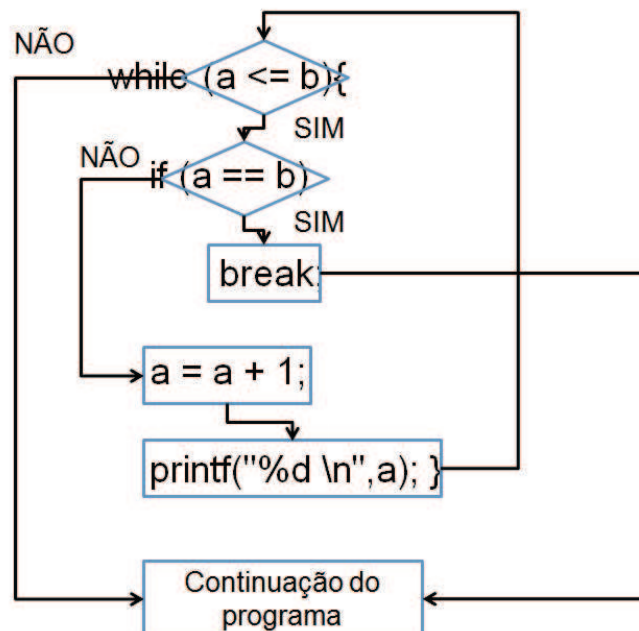 NÃO
while (a <= b){
SIM
NÃO
if (a == b)
SIM
break;
a = a + 1;
printf("%d \n",a); }
Continuação do
programa